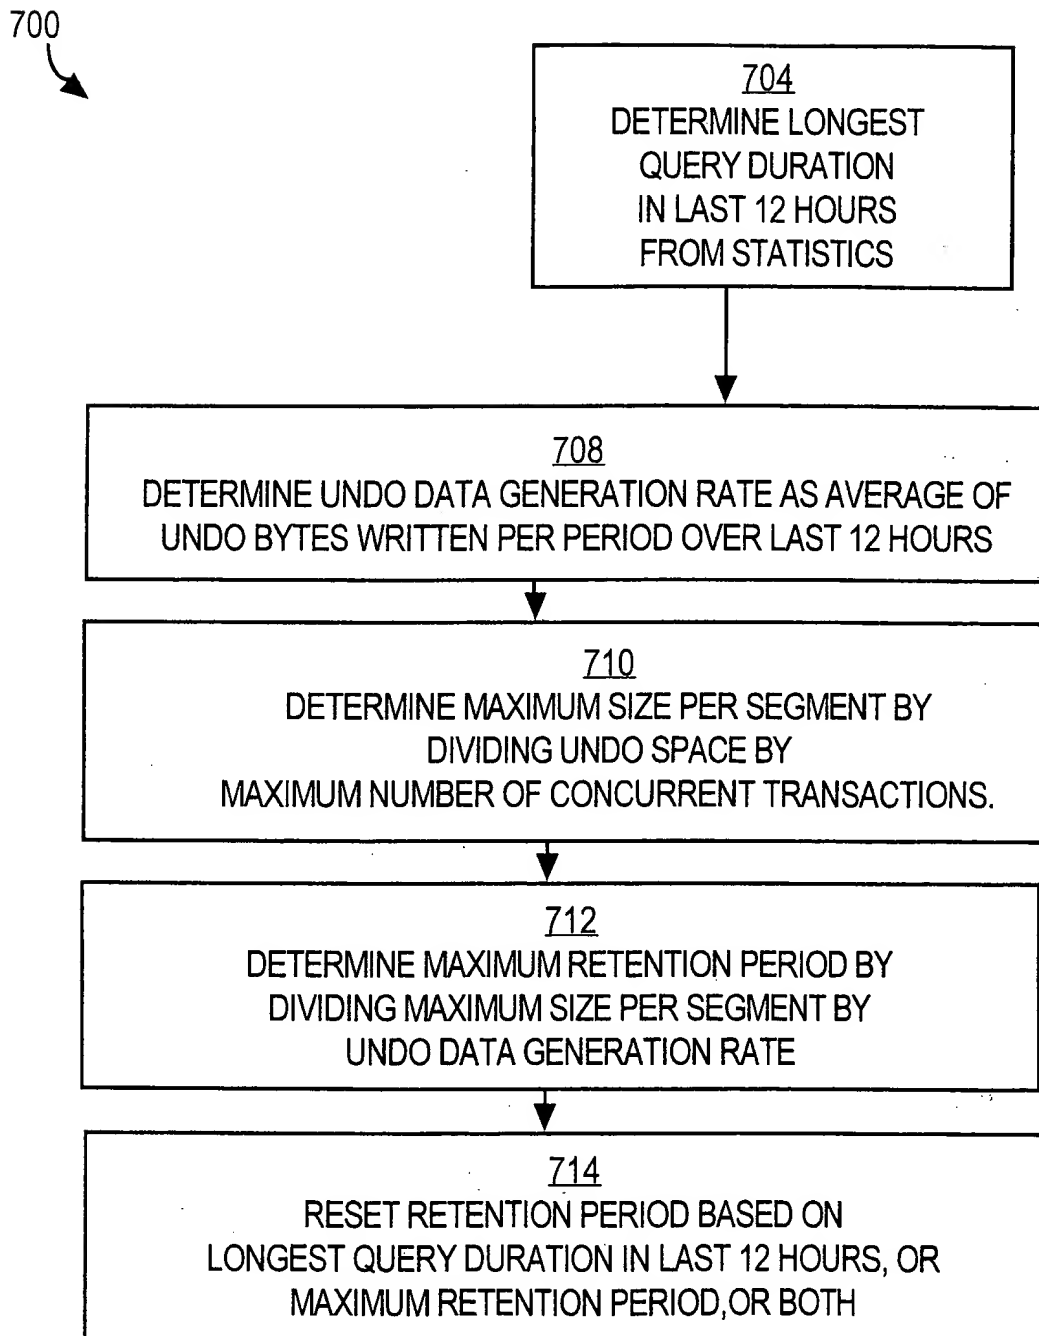 700
704
DETERMINE LONGEST
QUERY DURATION
IN LAST 12 HOURS
FROM STATISTICS
708
DETERMINE UNDO DATA GENERATION RATE AS AVERAGE OF
UNDO BYTES WRITTEN PER PERIOD OVER LAST 12 HOURS
710
DETERMINE MAXIMUM SIZE PER SEGMENT BY
DIVIDING UNDO SPACE BY
MAXIMUM NUMBER OF CONCURRENT TRANSACTIONS.
712
DETERMINE MAXIMUM RETENTION PERIOD BY
DIVIDING MAXIMUM SIZE PER SEGMENT BY
UNDO DATA GENERATION RATE
714
RESET RETENTION PERIOD BASED ON
LONGEST QUERY DURATION IN LAST 12 HOURS, OR
MAXIMUM RETENTION PERIOD, OR BOTH